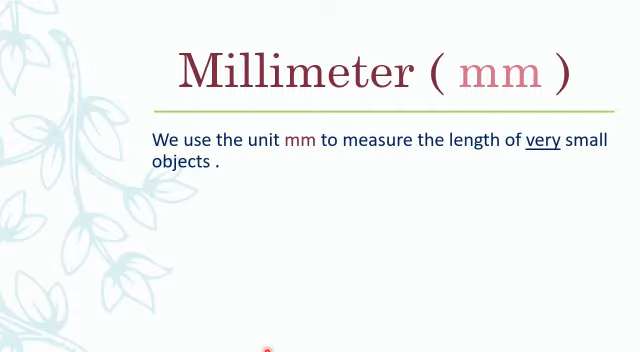 Millimeter ( mm )
We use the unit mm to measure the length of very small
objects .